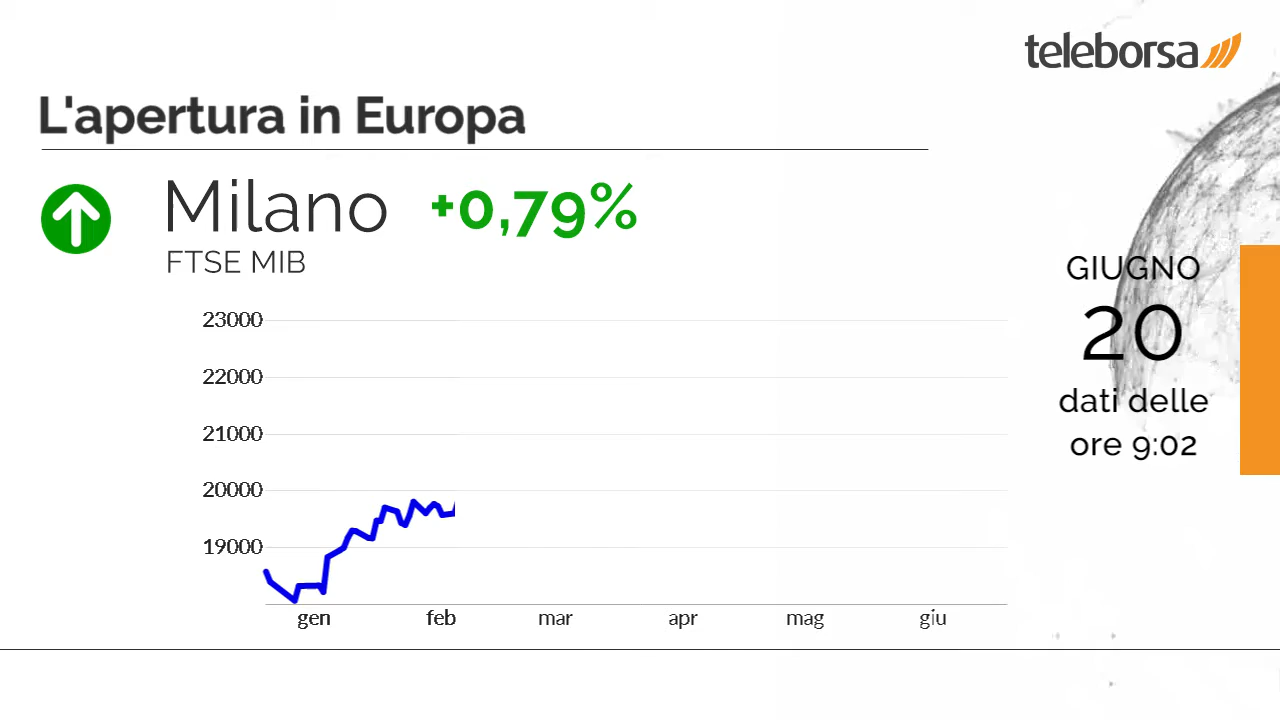 teleborsa
L'apertura in Europa
Milano +0,79%
FTSE MIB
GIUGNO
20
dati delle
ore 9:02
23000
22000
21000
20000
19000
gen feb mar apr mag giu